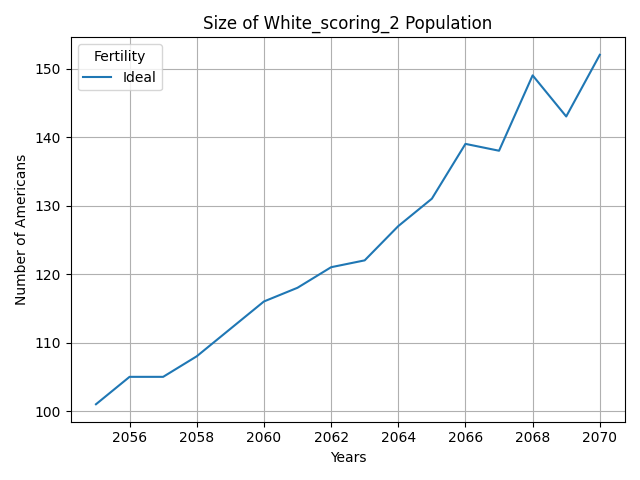 Size of White_scoring_2 Population
Fertility
Ideal
Number of Americans
150
140
130
120
110
100
2056 2058 2060 2062 2064 2066 2068 2070
Years